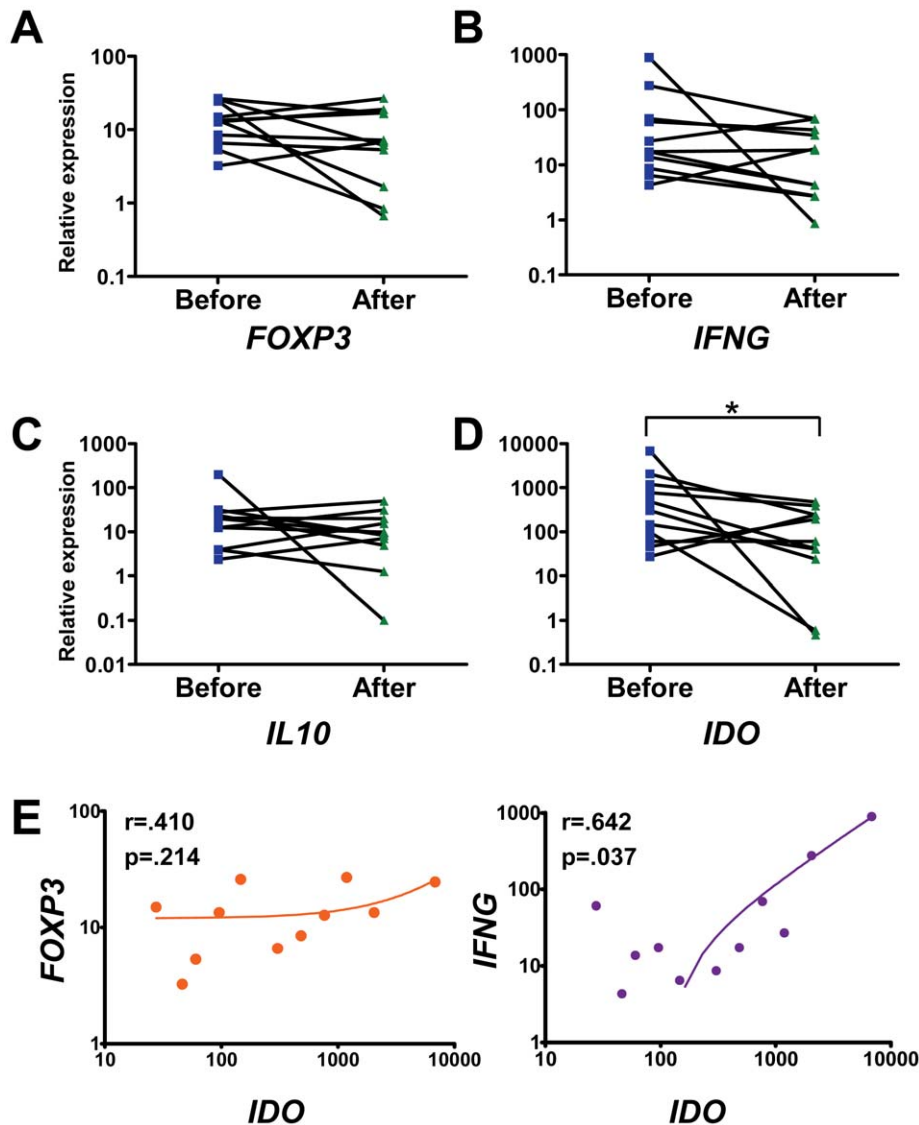 A
B
Relative expression
100
10
1
0.1
Before After
FOXP3
1000
100
10
1
0.1
Before After
IFNG
C
D
Relative expression
1000
100
10
1
0.1
0.01
Before After
IL10
*
10000
1000
100
10
1
0.1
Before After
IDO
E
r=.410
p=.214
FOXP3
100
10
1
10 100 1000 10000
IDO
r=.642
p=.037
IFNG
1000
100
10
1
10 100 1000 10000
IDO